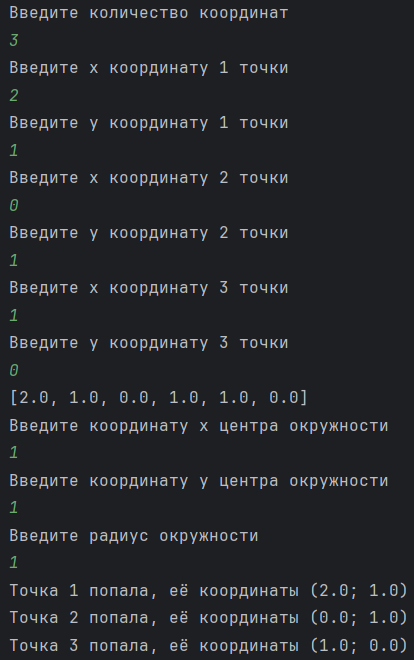 Введите количество координат
3
Введите x координату 1 точки
2
Введите y координату 1 точки
1
Введите x координату 2 точки
0
Введите y координату 2 точки
1
Введите x координату 3 точки
1
Введите y координату 3 точки
0
[2.0, 1.0, 0.0, 1.0, 1.0, 0.0]
Введите координату x центра окружности
1
Введите координату y центра окружности
1
Введите радиус окружности
1
Точка 1 попала, её координаты (2.0; 1.0)
Точка 2 попала, её координаты (0.0; 1.0)
Точка 3 попала, её координаты (1.0; 0.0)